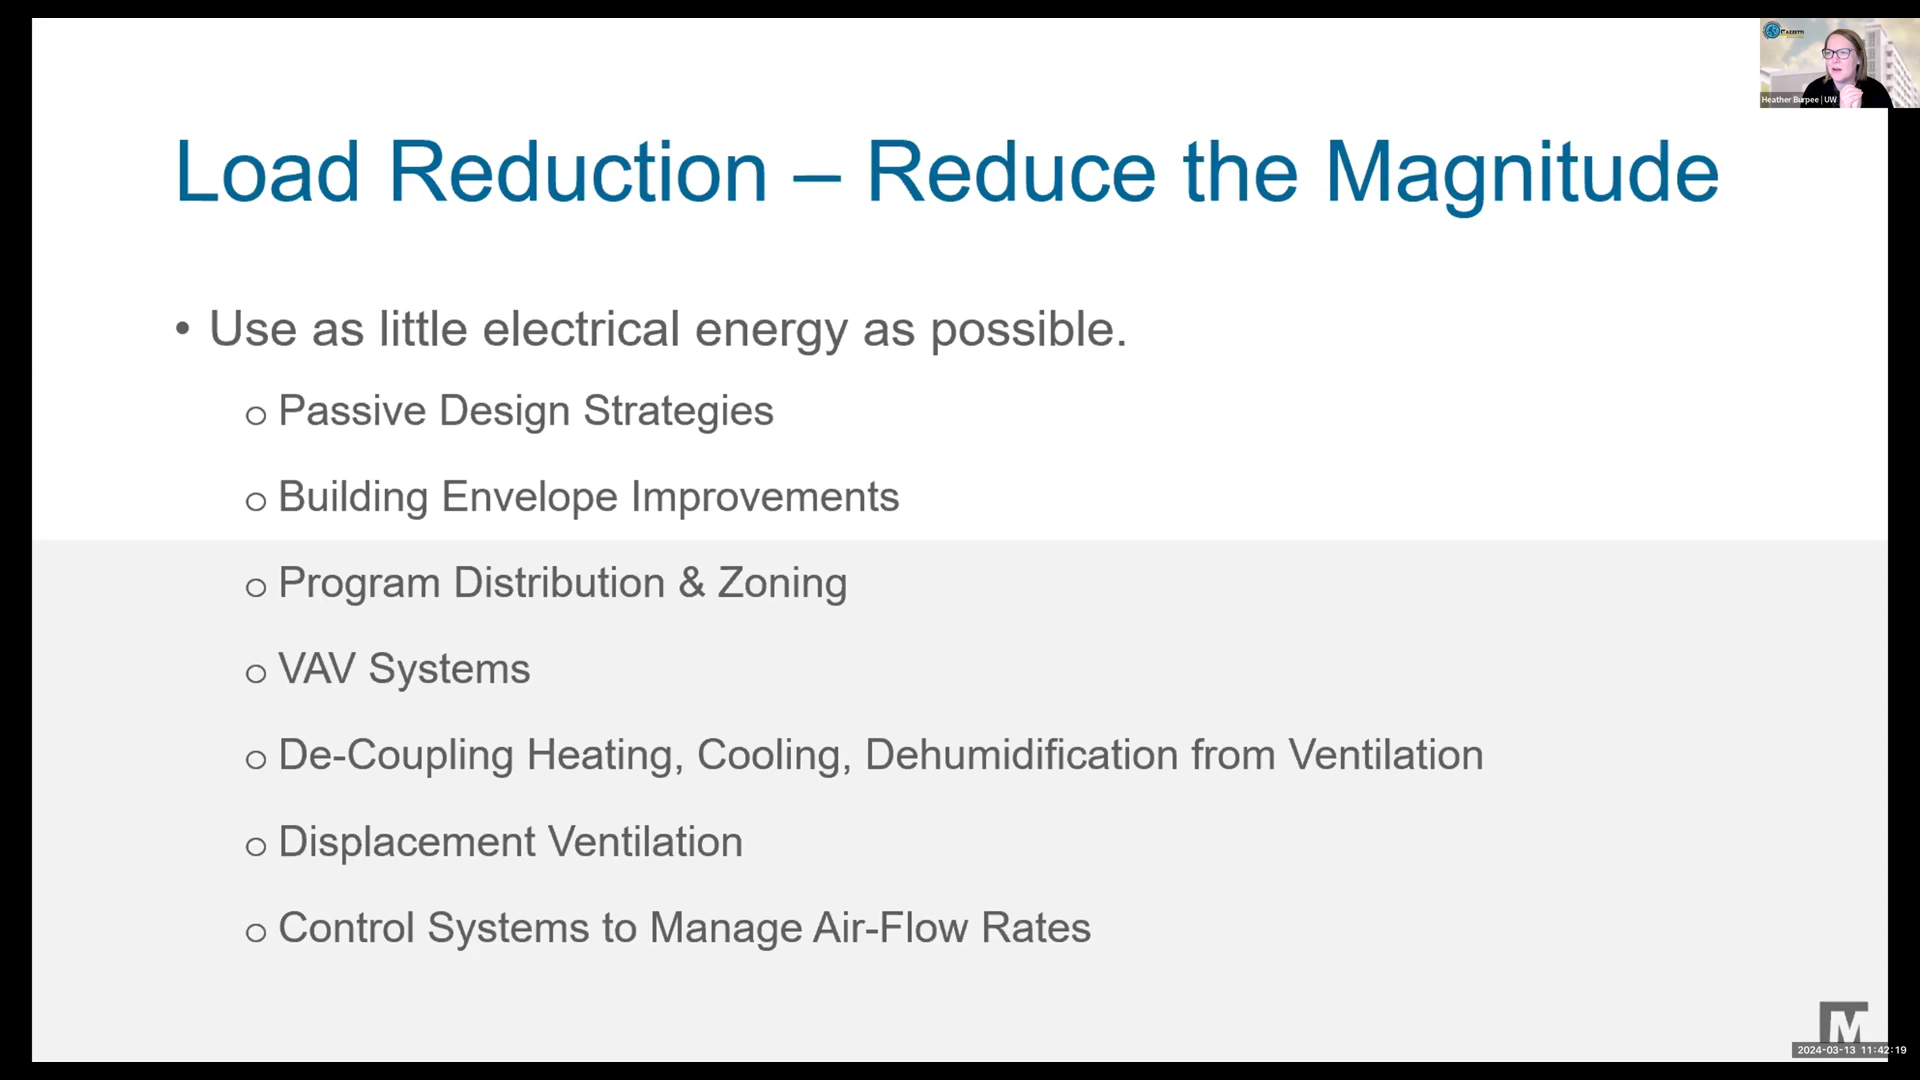 Load Reduction – Reduce the Magnitude
• Use as little electrical energy as possible.
o Passive Design Strategies
o Building Envelope Improvements
o Program Distribution & Zoning
o VAV Systems
o De-Coupling Heating, Cooling, Dehumidification from Ventilation
o Displacement Ventilation
o Control Systems to Manage Air-Flow Rates
Heather Burpee | UW
M
2024-03-13 11:42:19